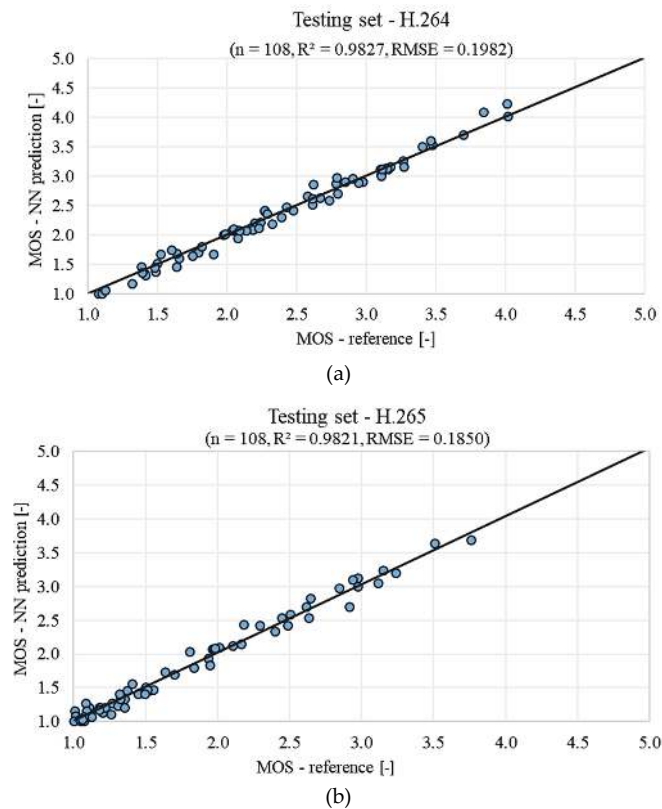 Testing set - H.264
(n = 108, R² = 0.9827, RMSE = 0.1982)
5.0
4.5
4.0
3.5
3.0
2.5
2.0
1.5
1.0
MOS - NN prediction [-]
1.0 1.5 2.0 2.5 3.0 3.5 4.0 4.5 5.0
MOS - reference [-]
(a)
Testing set - H.265
(n = 108, R² = 0.9821, RMSE = 0.1850)
5.0
4.5
4.0
3.5
3.0
2.5
2.0
1.5
1.0
MOS - NN prediction [-]
1.0 1.5 2.0 2.5 3.0 3.5 4.0 4.5 5.0
MOS - reference [-]
(b)